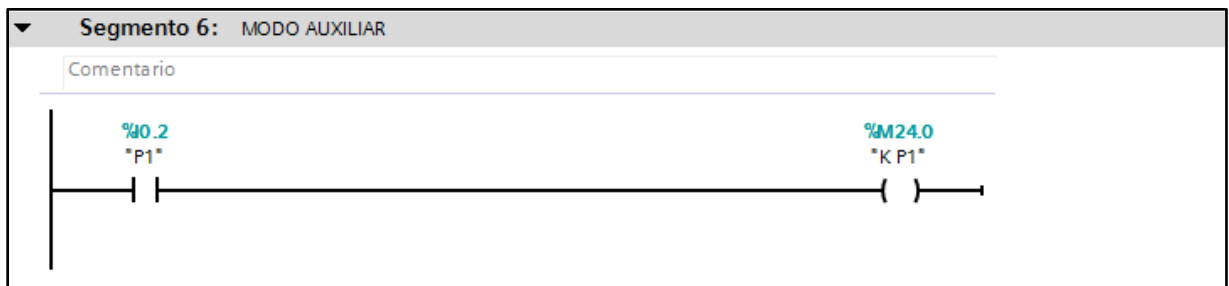 Segmento 6: MODO AUXILIAR
Comentario
%I0.2
"P1"
%M24.0
"K P1"